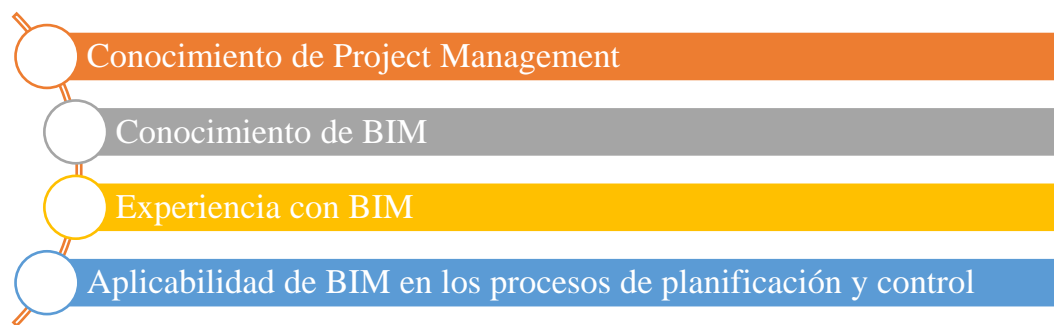 Conocimiento de Project Management
Conocimiento de BIM
Experiencia con BIM
Aplicabilidad de BIM en los procesos de planificación y control